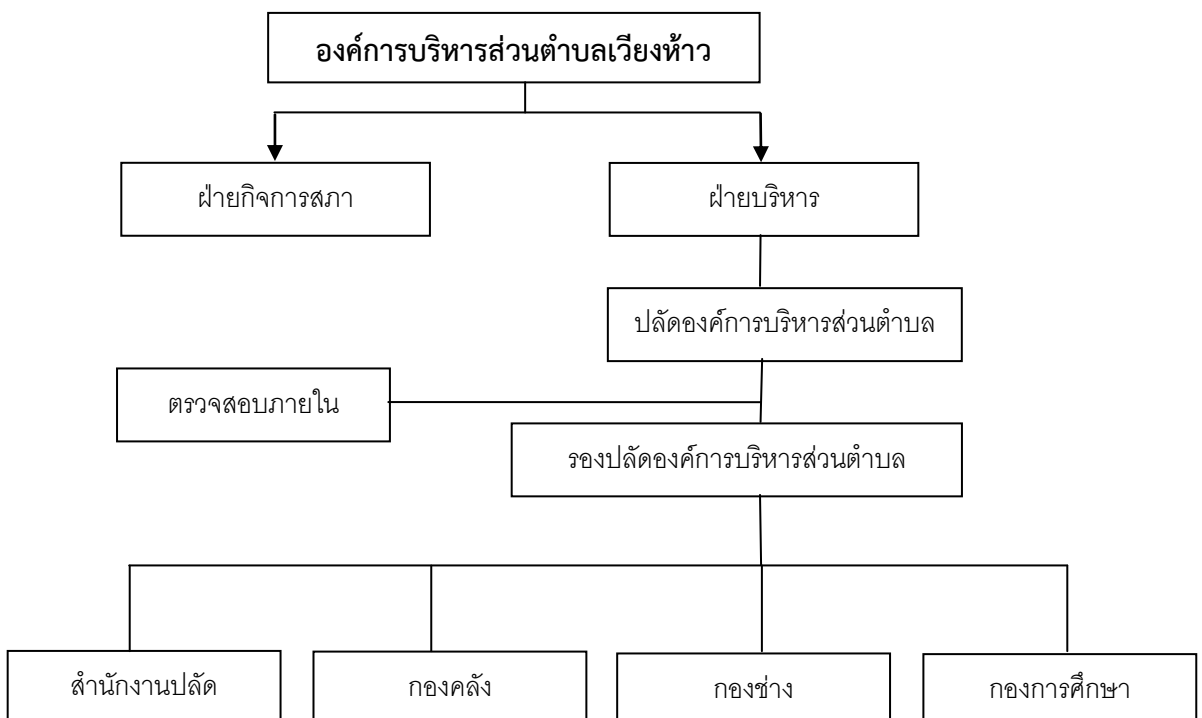 องค์การบริหารส่วนตำบลเวียงห้าว
ฝ่ายกิจการสภา
ฝ่ายบริหาร
ปลัดองค์การบริหารส่วนตำบล
ตรวจสอบภายใน
รองปลัดองค์การบริหารส่วนตำบล
สำนักงานปลัด
กองคลัง
กองช่าง
กองการศึกษา